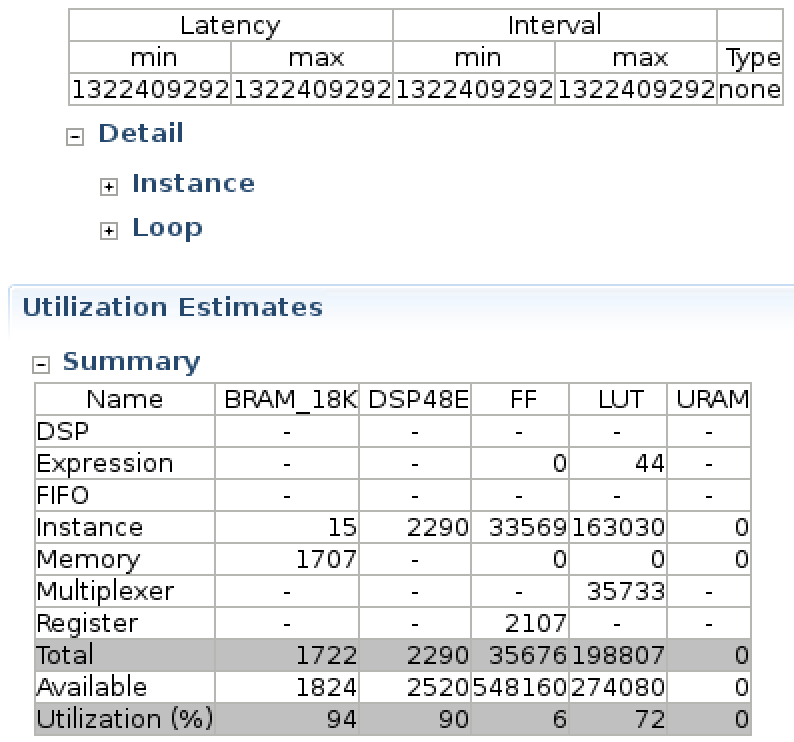 Latency Interval
min max min max Type
1322409292 1322409292 1322409292 1322409292 none
Detail
Instance
Loop
Utilization Estimates
Summary
Name BRAM_18K DSP48E FF LUT URAM
DSP - - - - -
Expression - - 0 44 -
FIFO - - - - -
Instance 15 2290 33569 163030 0
Memory 1707 - 0 0 0
Multiplexer - - - 35733 -
Register - - 2107 - -
Total 1722 2290 35676 198807 0
Available 1824 2520 548160 274080 0
Utilization (%) 94 90 6 72 0